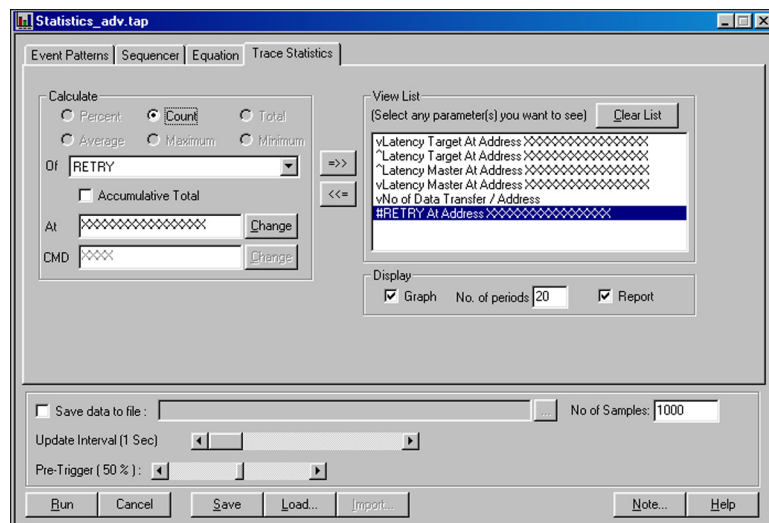 Statistics_adv.tap
Event Patterns Sequencer Equation Trace Statistics
Calculate
Percent Count Total
Average Maximum Minimum
Of RETRY
Accumulative Total
At XXXXXXXXXXXXXXXX Change
CMD XXXX Change
=>>
<<=
View List
(Select any parameter(s) you want to see) Clear List
vLatency Target At Address XXXXXXXXXXXXXXXX
^Latency Target At Address XXXXXXXXXXXXXXXX
^Latency Master At Address XXXXXXXXXXXXXXXX
vLatency Master At Address XXXXXXXXXXXXXXXX
vNo of Data Transfer / Address
#RETRY At Address XXXXXXXXXXXXXXXX
Display
Graph No. of periods 20 Report
Save data to file : ... No of Samples: 1000
Update Interval (1 Sec)
Pre-Trigger ( 50 % ) :
Run Cancel Save Load... Import... Note... Help